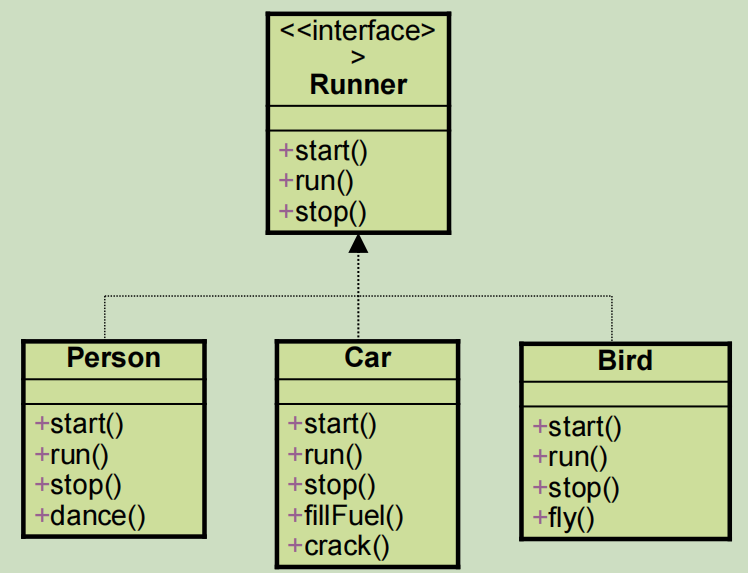 <<interface>
>
Runner
+start()
+run()
+stop()
Person
+start()
+run()
+stop()
+dance()
Car
+start()
+run()
+stop()
+fillFuel()
+crack()
Bird
+start()
+run()
+stop()
+fly()